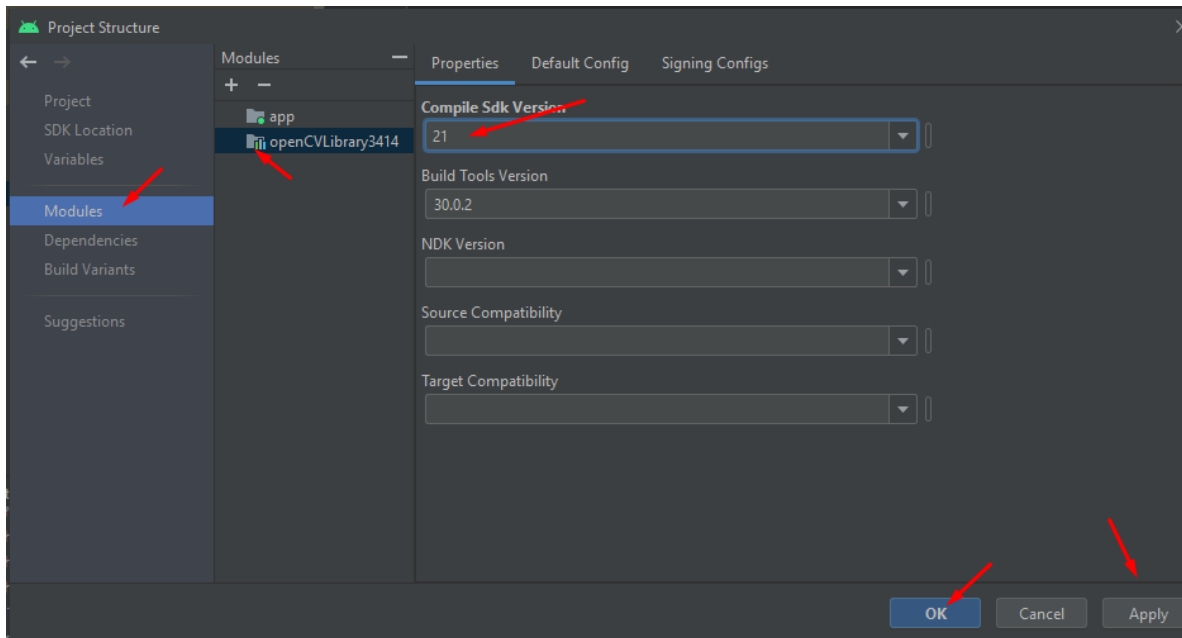 Project Structure
Project
SDK Location
Variables
Modules
Dependencies
Build Variants
Suggestions
Modules
app
openCVLibrary3414
Properties Default Config Signing Configs
Compile Sdk Version
21
Build Tools Version
30.0.2
NDK Version
Source Compatibility
Target Compatibility
OK Cancel Apply